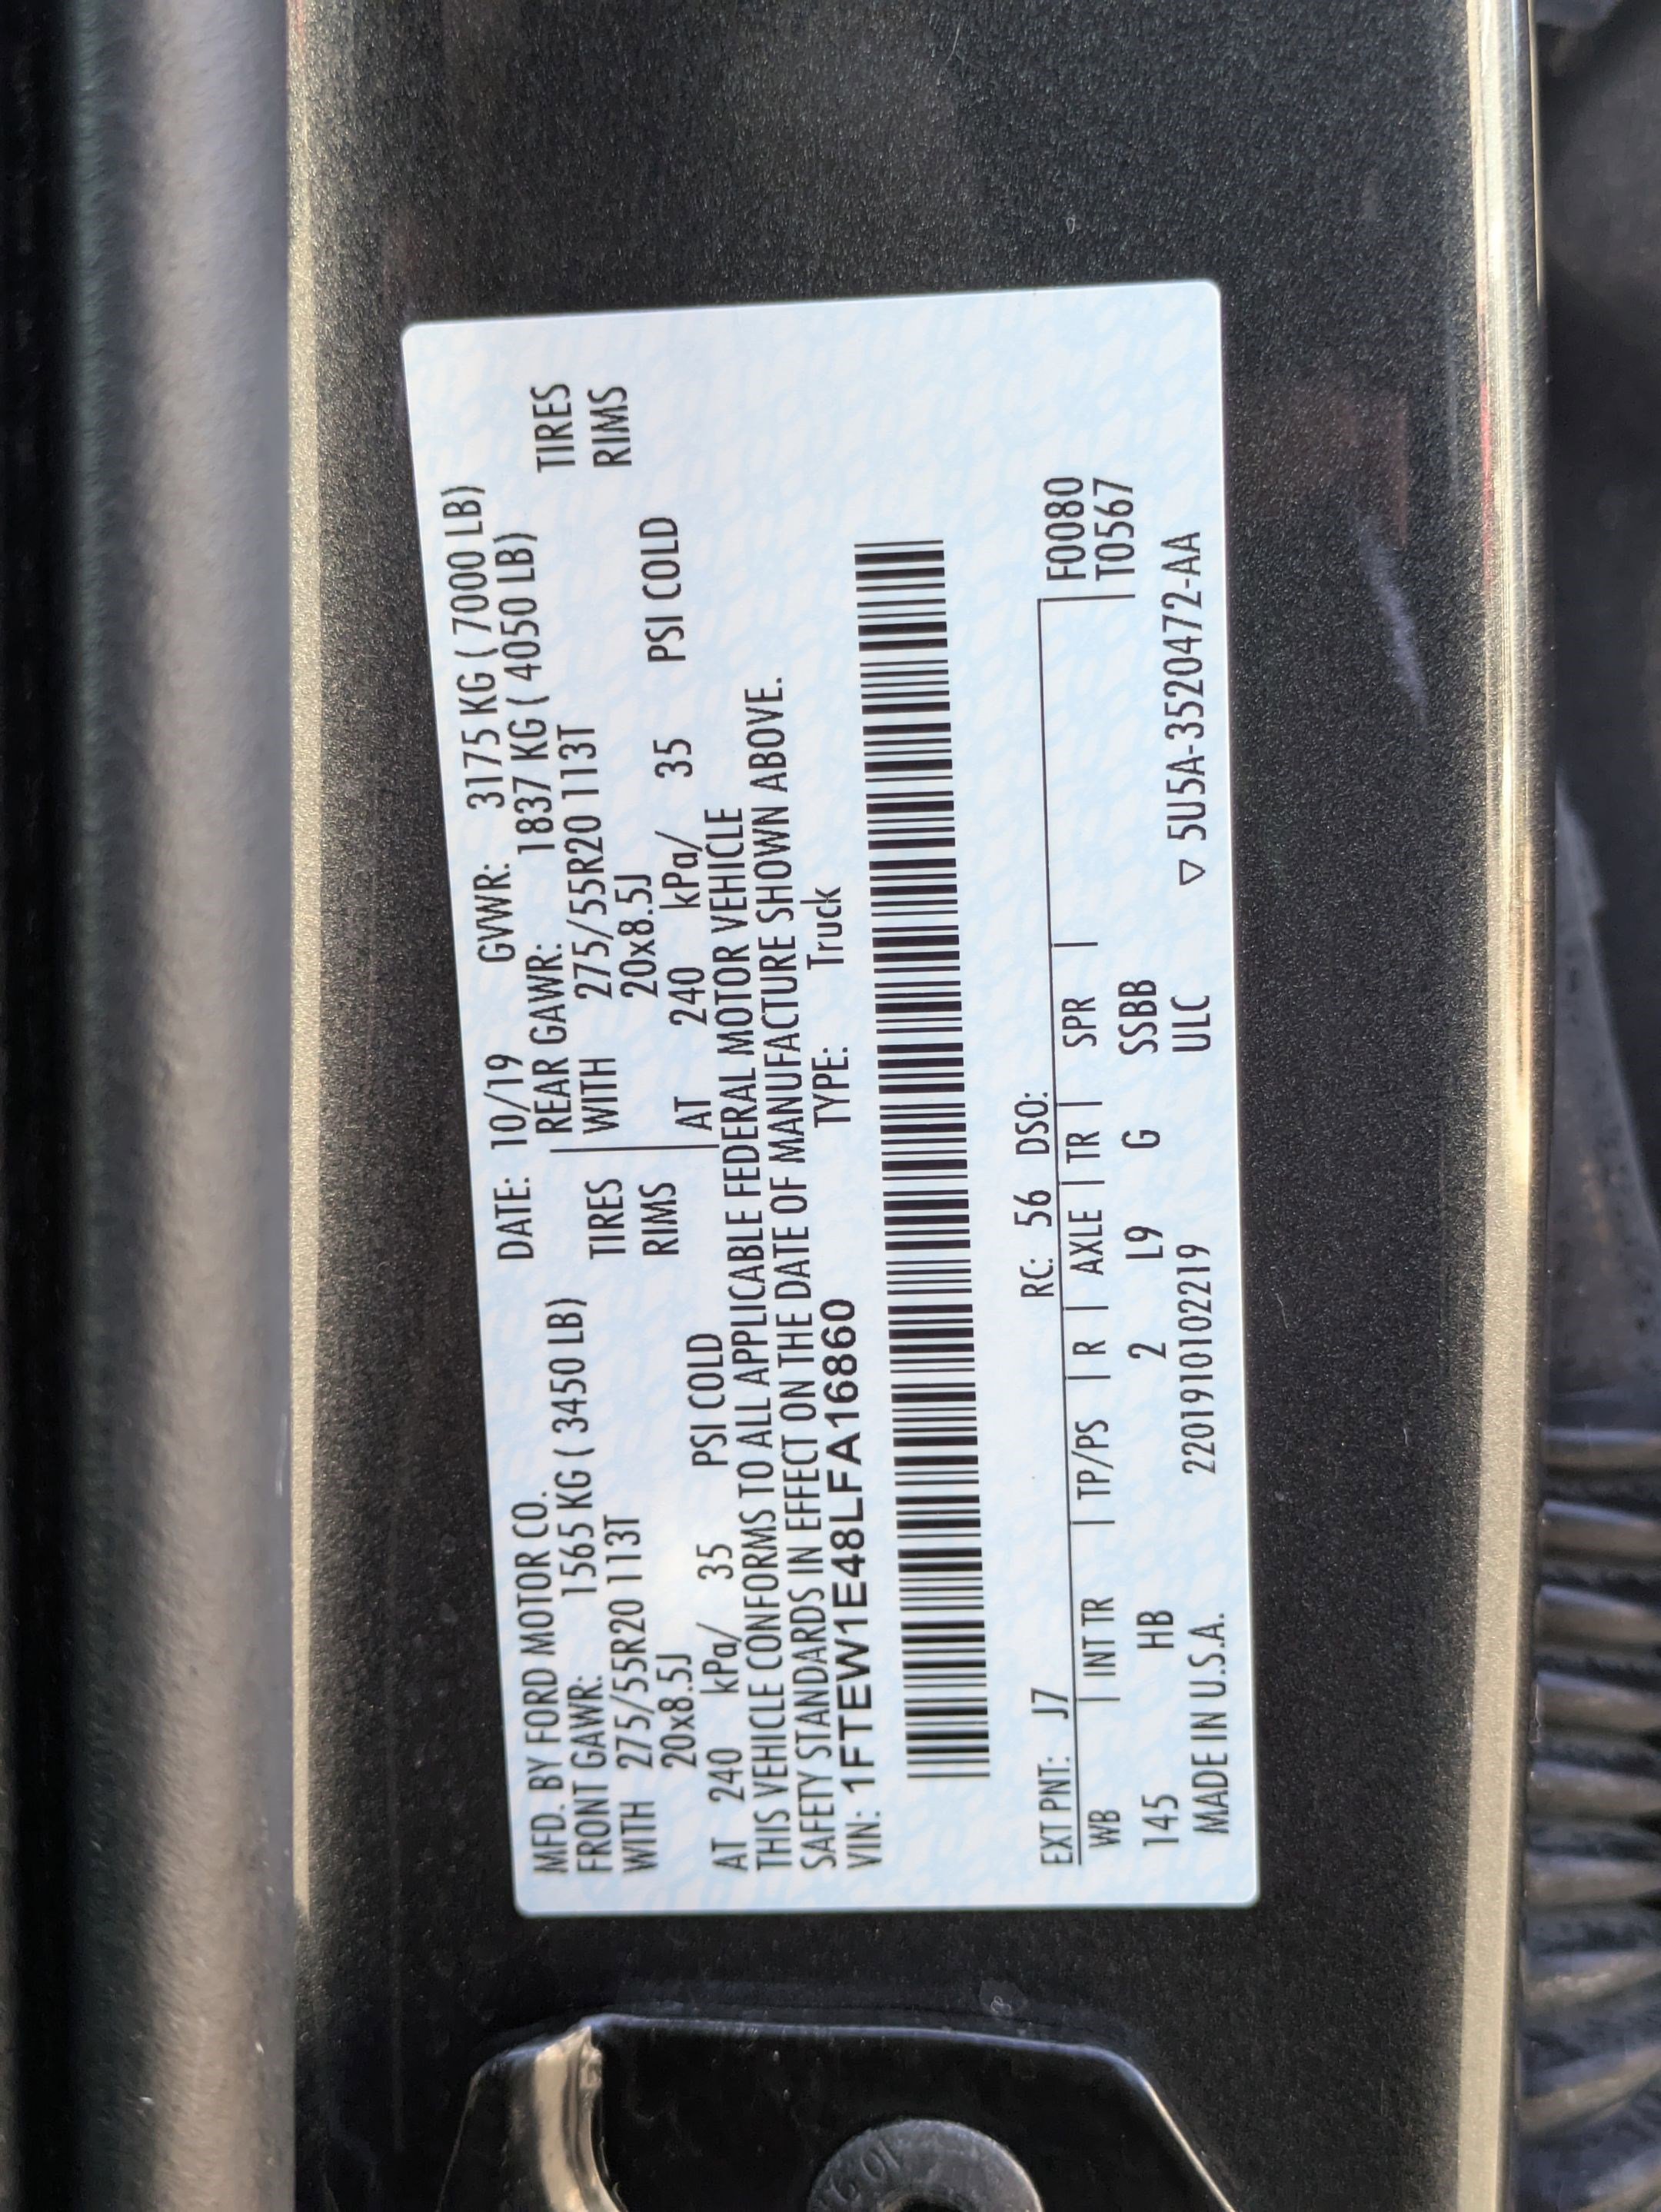 MFD. BY FORD MOTOR CO. DATE: 10/19 GVWR: 3175 KG ( 7000 LB)
FRONT GAWR: 1565 KG ( 3450 LB) REAR GAWR: 1837 KG ( 4050 LB)
WITH 275/55R20 113T TIRES WITH 275/55R20 113T TIRES
20x8.5J RIMS 20x8.5J RIMS
AT 240 kPa/ 35 PSI COLD AT 240 kPa/ 35 PSI COLD
THIS VEHICLE CONFORMS TO ALL APPLICABLE FEDERAL MOTOR VEHICLE
SAFETY STANDARDS IN EFFECT ON THE DATE OF MANUFACTURE SHOWN ABOVE.
VIN: 1FTEW1E48LFA16860 TYPE: Truck
EXT PNT: J7 RC: 56 DSO: F0080
WB | INT TR | TP/PS | R | AXLE | TR | SPR | T0567
145 HB 2 L9 G SSBB
MADE IN U.S.A. 220191010102219 ULC ▽ 5U5A-3520472-AA